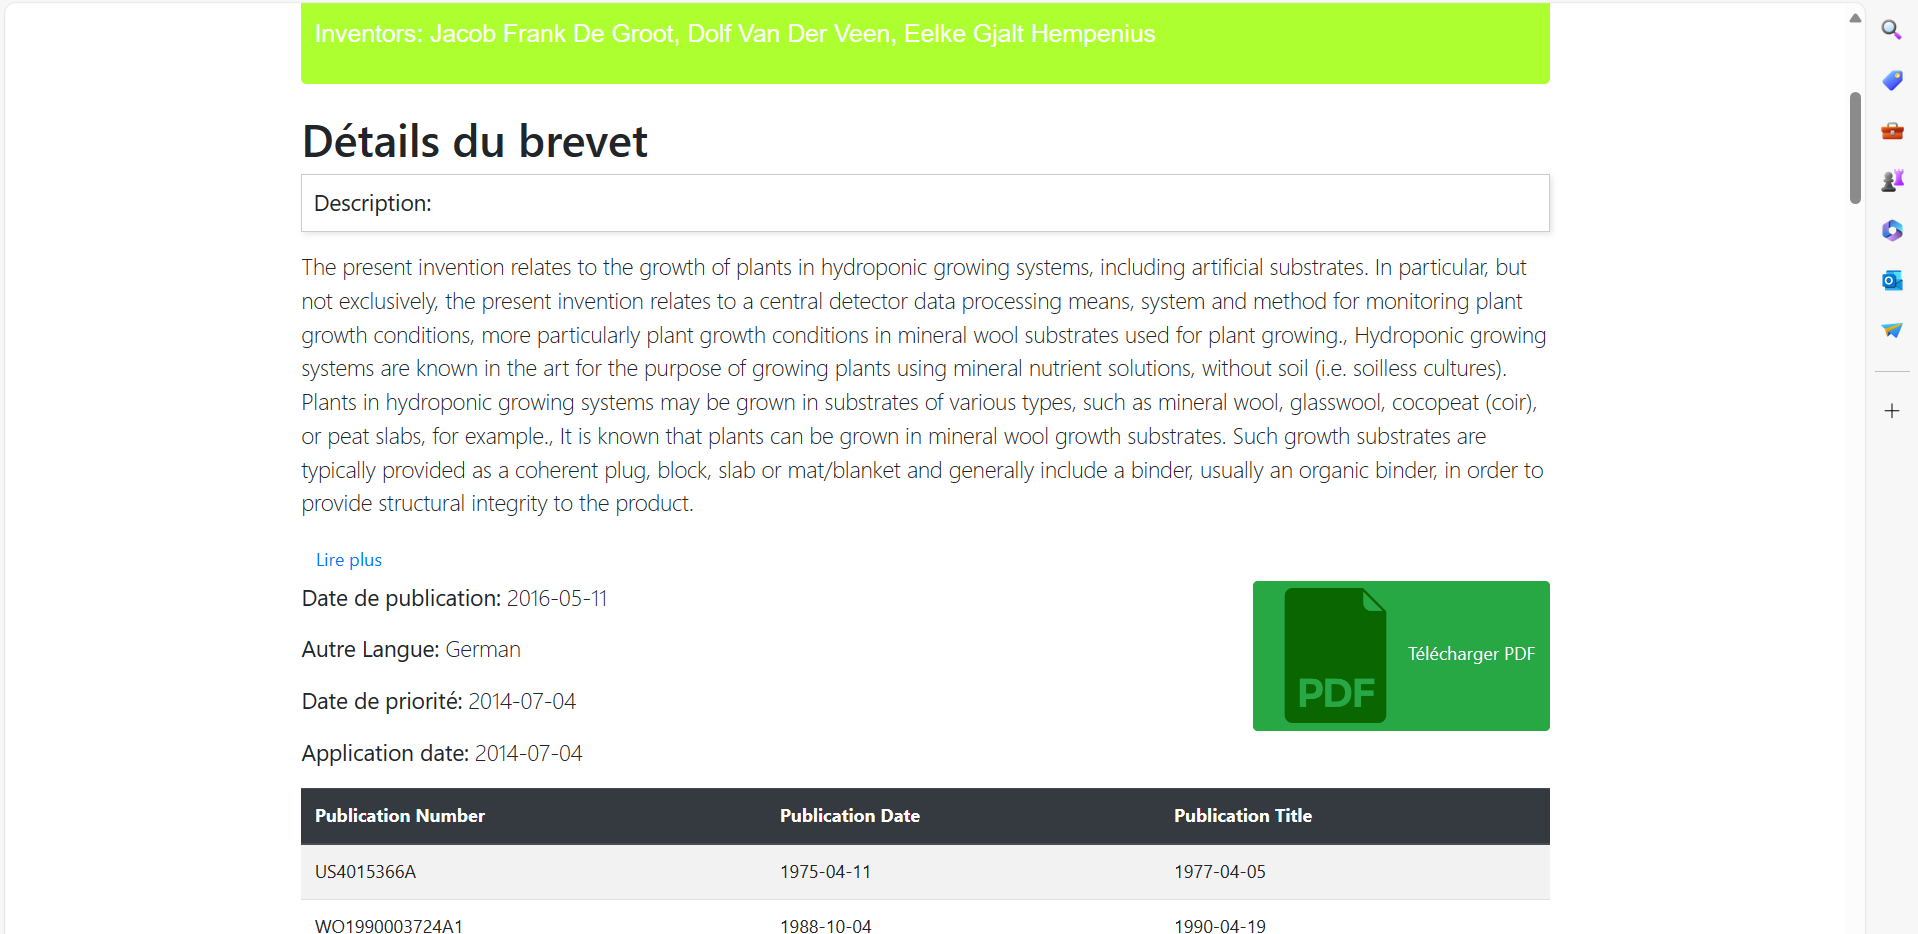 Inventors: Jacob Frank De Groot, Dolf Van Der Veen, Eelke Gjalt Hempenius
Détails du brevet
Description:
The present invention relates to the growth of plants in hydroponic growing systems, including artificial substrates. In particular, but
not exclusively, the present invention relates to a central detector data processing means, system and method for monitoring plant
growth conditions, more particularly plant growth conditions in mineral wool substrates used for plant growing., Hydroponic growing
systems are known in the art for the purpose of growing plants using mineral nutrient solutions, without soil (i.e. soilless cultures).
Plants in hydroponic growing systems may be grown in substrates of various types, such as mineral wool, glasswool, cocopeat (coir),
or peat slabs, for example., It is known that plants can be grown in mineral wool growth substrates. Such growth substrates are
typically provided as a coherent plug, block, slab or mat/blanket and generally include a binder, usually an organic binder, in order to
provide structural integrity to the product.
Lire plus
Date de publication: 2016-05-11
Autre Langue: German
Date de priorité: 2014-07-04
Application date: 2014-07-04
PDF
Télécharger PDF
Publication Number Publication Date Publication Title
US4015366A 1975-04-11 1977-04-05
WO1990003724A1 1988-10-04 1990-04-19